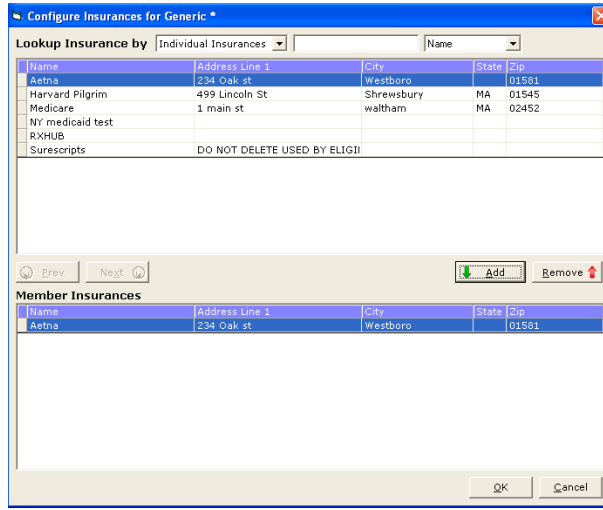 Configure Insurances for Generic *
Lookup Insurance by Individual Insurances Name
Name Address Line 1 City State Zip
Aetna 234 Oak st Westboro 01581
Harvard Pilgrim 499 Lincoln St Shrewsbury MA 01545
Medicare 1 main st waltham MA 02452
NY medicaid test
RXHUB
Surescripts DO NOT DELETE USED BY ELIGII
Prev Next Add Remove
Member Insurances
Name Address Line 1 City State Zip
Aetna 234 Oak st Westboro 01581
OK Cancel